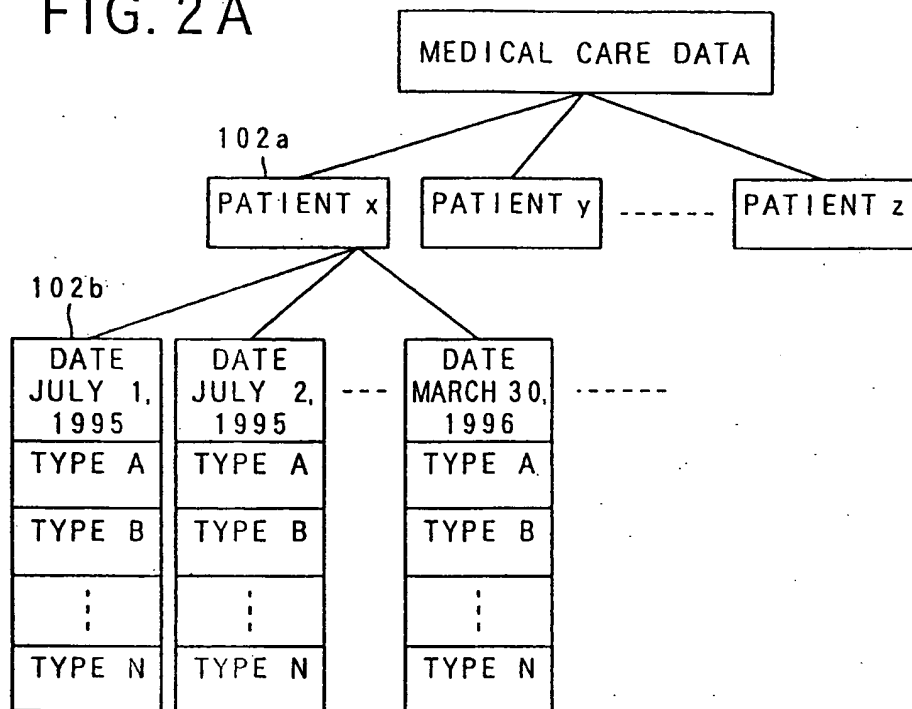 FIG. 2A
MEDICAL CARE DATA
102a
PATIENT x
PATIENT y
PATIENT z
102b
DATE
JULY 1,
1995
TYPE A
TYPE B
TYPE N
DATE
JULY 2,
1995
TYPE A
TYPE B
TYPE N
DATE
MARCH 30,
1996
TYPE A
TYPE B
TYPE N